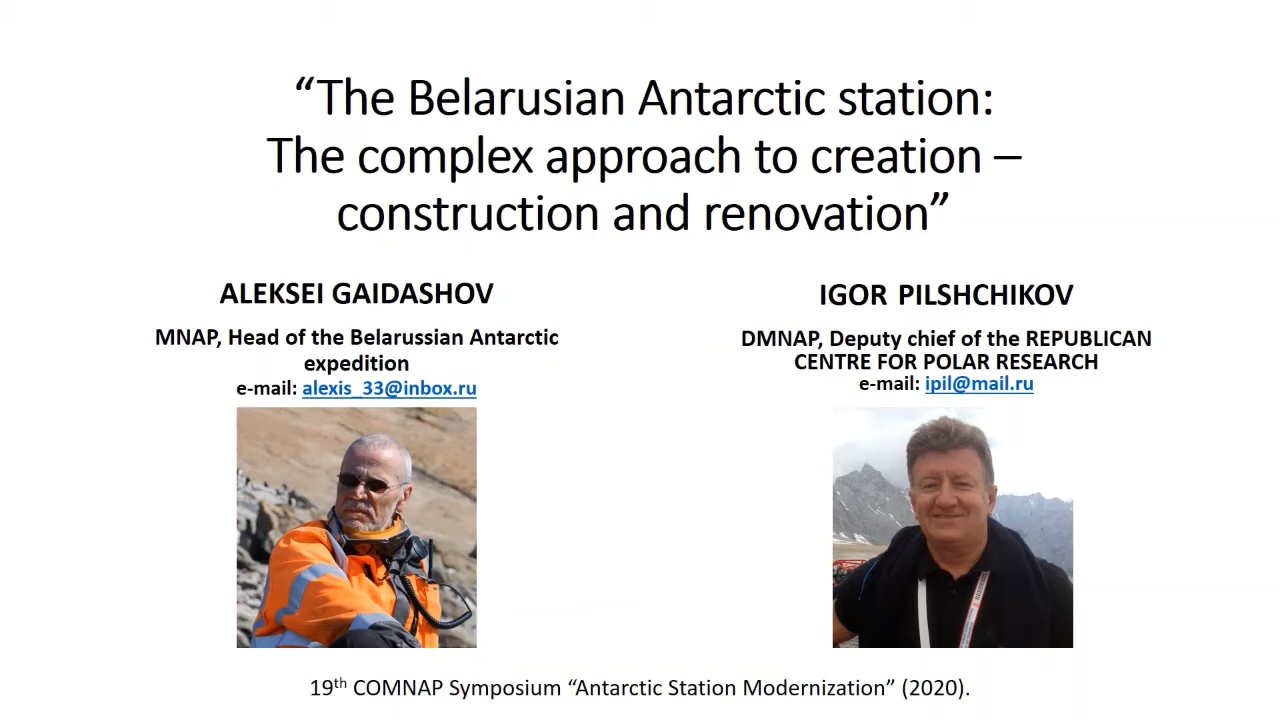 “The Belarusian Antarctic station:
The complex approach to creation –
construction and renovation”
ALEKSEI GAIDASHOV
MNAP, Head of the Belarussian Antarctic
expedition
e-mail: alexis_33@inbox.ru
IGOR PILSHCHIKOV
DMNAP, Deputy chief of the REPUBLICAN
CENTRE FOR POLAR RESEARCH
e-mail: ipil@mail.ru
19th COMNAP Symposium “Antarctic Station Modernization” (2020).